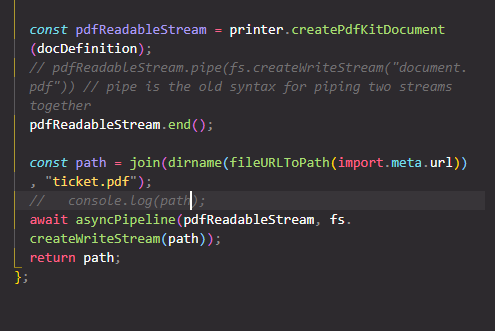 const pdfReadableStream = printer.createPdfKitDocument
(docDefinition);
// pdfReadableStream.pipe(fs.createWriteStream("document.
pdf")) // pipe is the old syntax for piping two streams
together
pdfReadableStream.end();
const path = join(dirname(fileURLToPath(import.meta.url))
, "ticket.pdf");
//   console.log(path);
await asyncPipeline(pdfReadableStream, fs.
createWriteStream(path));
return path;
};